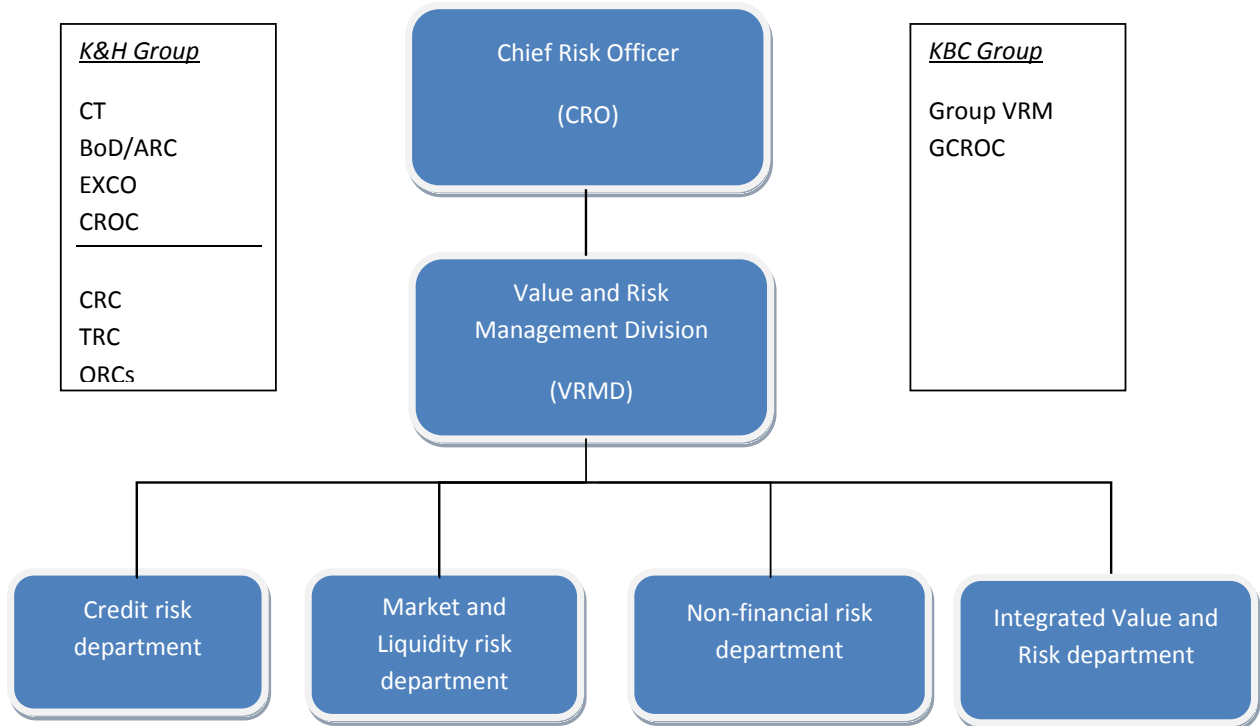 K&H Group
CT
BoD/ARC
EXCO
CROC
CRC
TRC
ORCs
Chief Risk Officer
(CRO)
KBC Group
Group VRM
GCROC
Value and Risk
Management Division
(VRMD)
Credit risk
department
Market and
Liquidity risk
department
Non-financial risk
department
Integrated Value and
Risk department